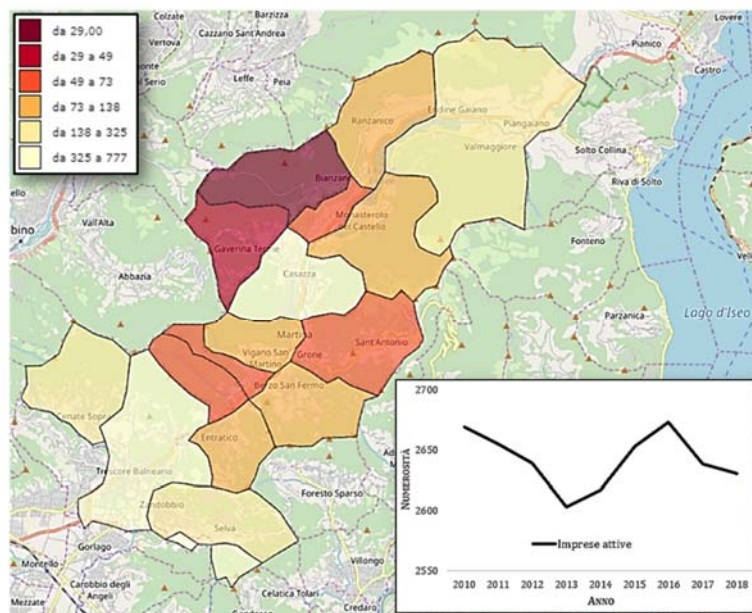 da 29,00
da 29 a 49
da 49 a 73
da 73 a 138
da 138 a 325
da 325 a 777
Colzate
Barzizza
Vertova
Cazzano Sant'Andrea
Leffe
Peia
Lovere
Pianico
Castro
Ranzanico
Endine Gaiano
Piangaiano
Valmaggiore
Solto Collina
Riva di Solto
Bianzano
Monasterolo
del Castello
Vall'Alta
Gaverina Terme
Abbazia
Casazza
Fonteno
Parzanica
Lago d'Iseo
Martina
Vigano San
Martino
Grone
Sant'Antonio
Berzo San Fermo
Cenate Sopra
Entratico
Trescore Balneario
Zandobbio
Selva
Foresto Sparso
Gorlago
Montello
Carobbio degli
Angeli
Mezzate
Villongo
Celatica Tolari
Credaro
2700
2650
2600
2550
Numerosità
Imprese attive
2010 2011 2012 2013 2014 2015 2016 2017 2018
Anno